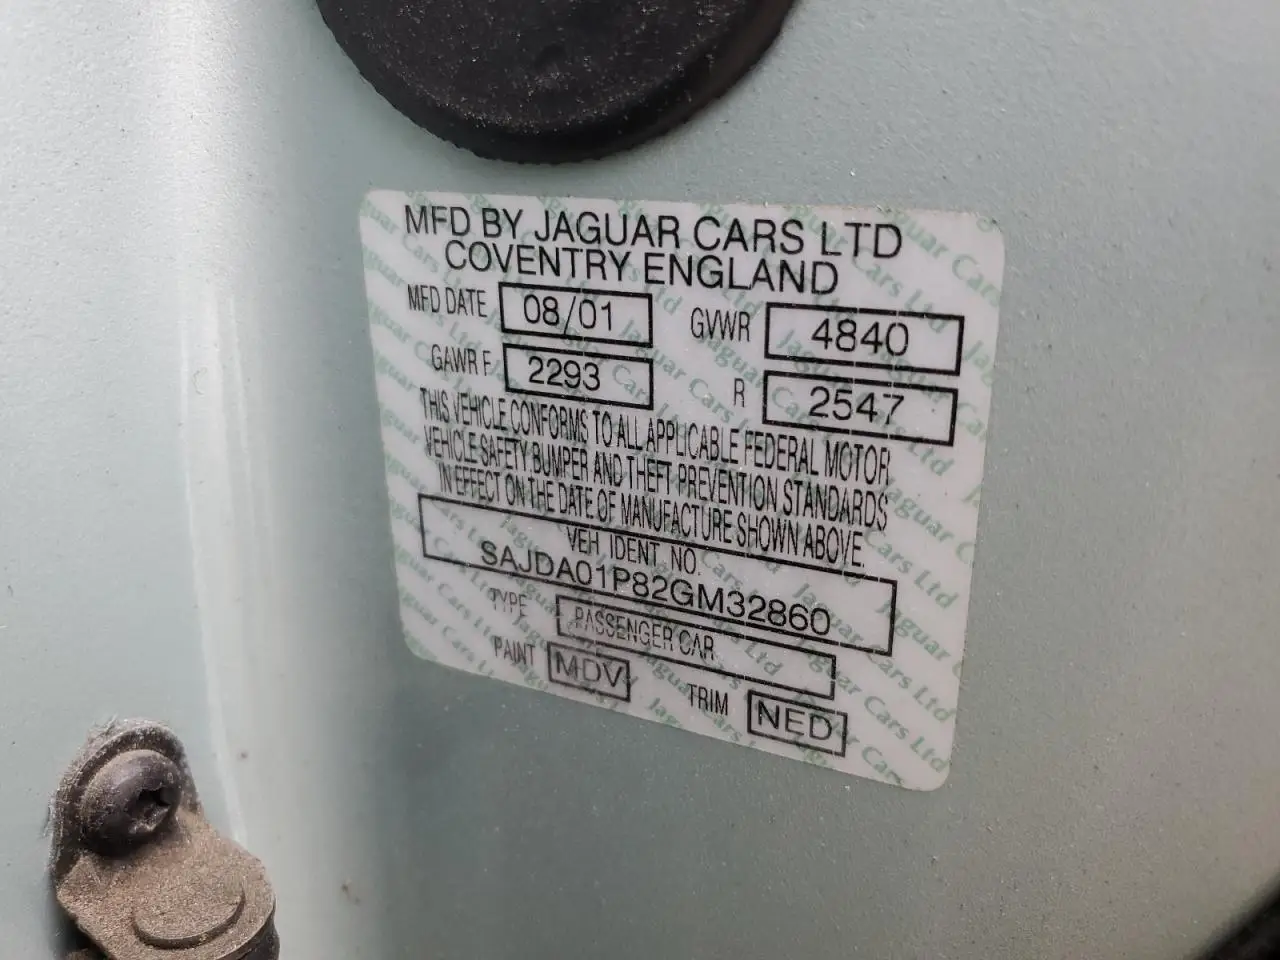 MFD BY JAGUAR CARS LTD
COVENTRY ENGLAND
MFD DATE 08/01 GVWR 4840
GAWR F 2293 R 2547
THIS VEHICLE CONFORMS TO ALL APPLICABLE FEDERAL MOTOR
VEHICLE SAFETY BUMPER AND THEFT PREVENTION STANDARDS
IN EFFECT ON THE DATE OF MANUFACTURE SHOWN ABOVE.
VEH. IDENT. NO.
SAJDA01P82GM32860
TYPE PASSENGER CAR
PAINT MDV TRIM NED